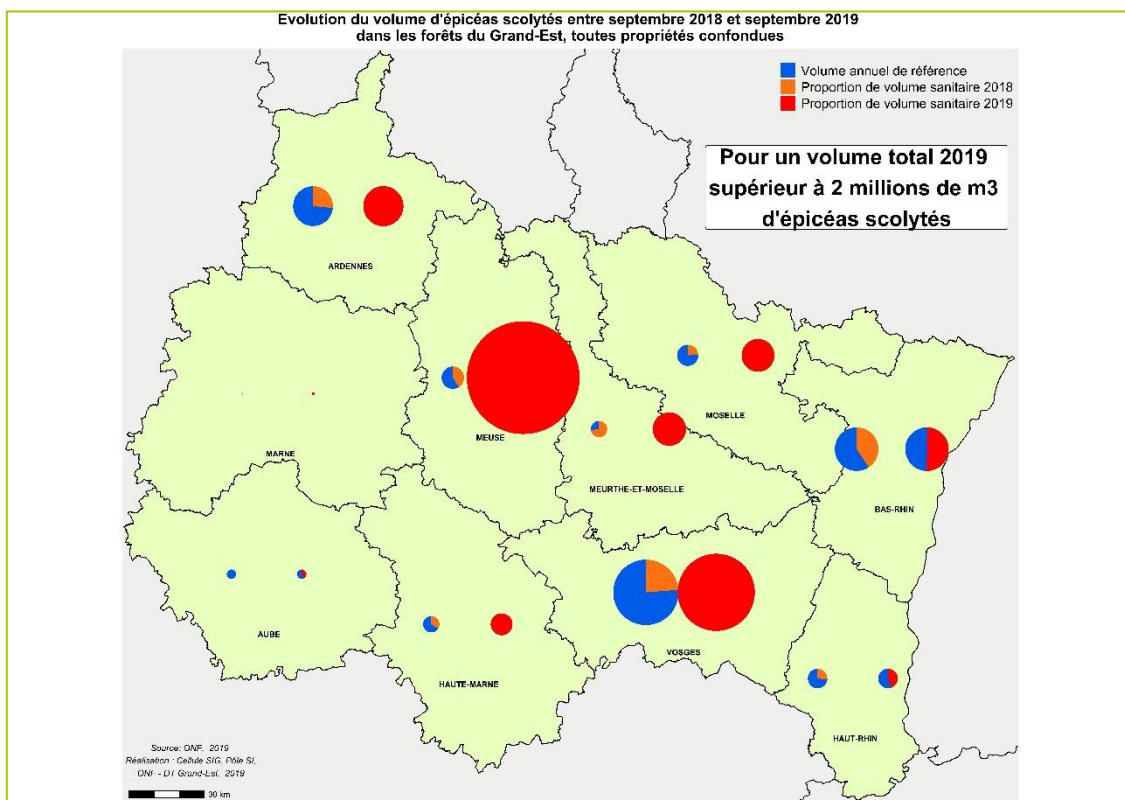 Evolution du volume d'épicéas scolytés entre septembre 2018 et septembre 2019
dans les forêts du Grand-Est, toutes propriétés confondues
Volume annuel de référence
Proportion de volume sanitaire 2018
Proportion de volume sanitaire 2019
Pour un volume total 2019
supérieur à 2 millions de m3
d'épicéas scolytés
ARDENNES
MOSELLE
MEUSE
MARNE
MEURTHE-ET-MOSELLE
BAS-RHIN
AUBE
VOSGES
HAUTE-MARNE
HAUT-RHIN
Source: ONF. 2019
Réalisation : Cellule SIG, Pôle SI,
ONF - DT Grand-Est. 2019
30 km